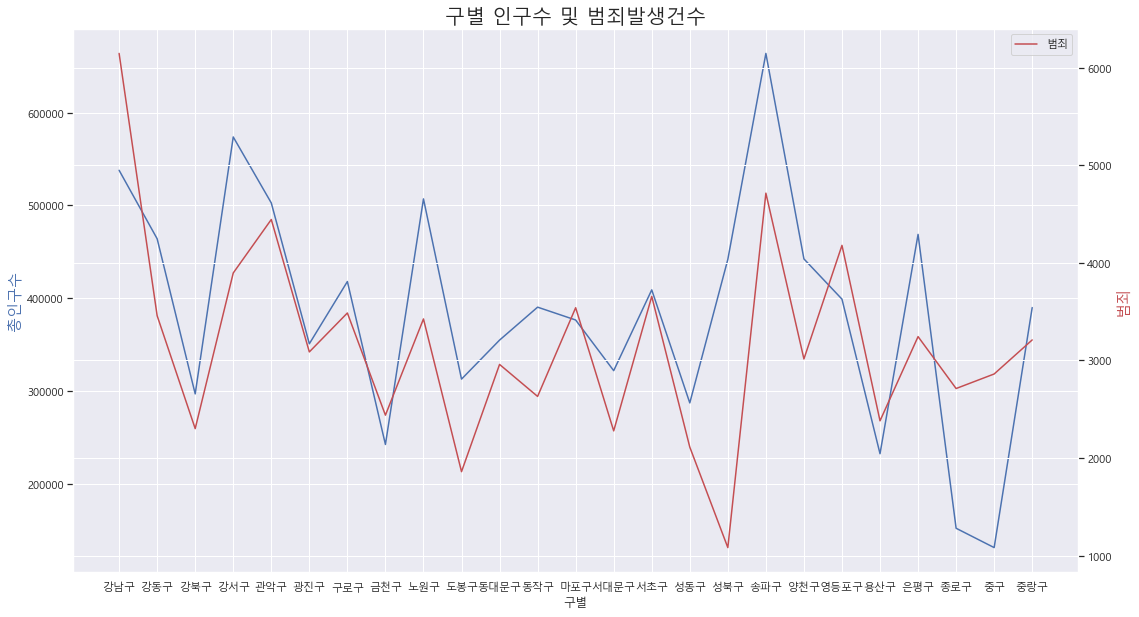 구별 인구수 및 범죄발생건수
범죄
총인구수
600000
500000
400000
300000
200000
6000
5000
4000
3000
2000
1000
범죄
강남구 강동구 강북구 강서구 관악구 광진구 구로구 금천구 노원구 도봉구 동대문구 동작구 마포구 서대문구 서초구 성동구 성북구 송파구 양천구 영등포구 용산구 은평구 종로구 중구 중랑구
구별